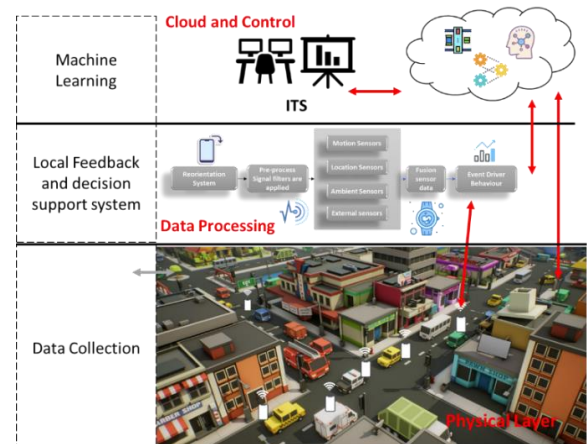 Cloud and Control
Machine
Learning
ITS
Local Feedback
and decision
support system
Reorientation
System
Pre-process
Signal filters are
applied
Motion Sensors
Location Sensors
Ambient Sensors
External sensors
Fusion
sensor
data
Event Driver
Behaviour
Data Processing
Data Collection
BARBER SHOP
Physical Layer